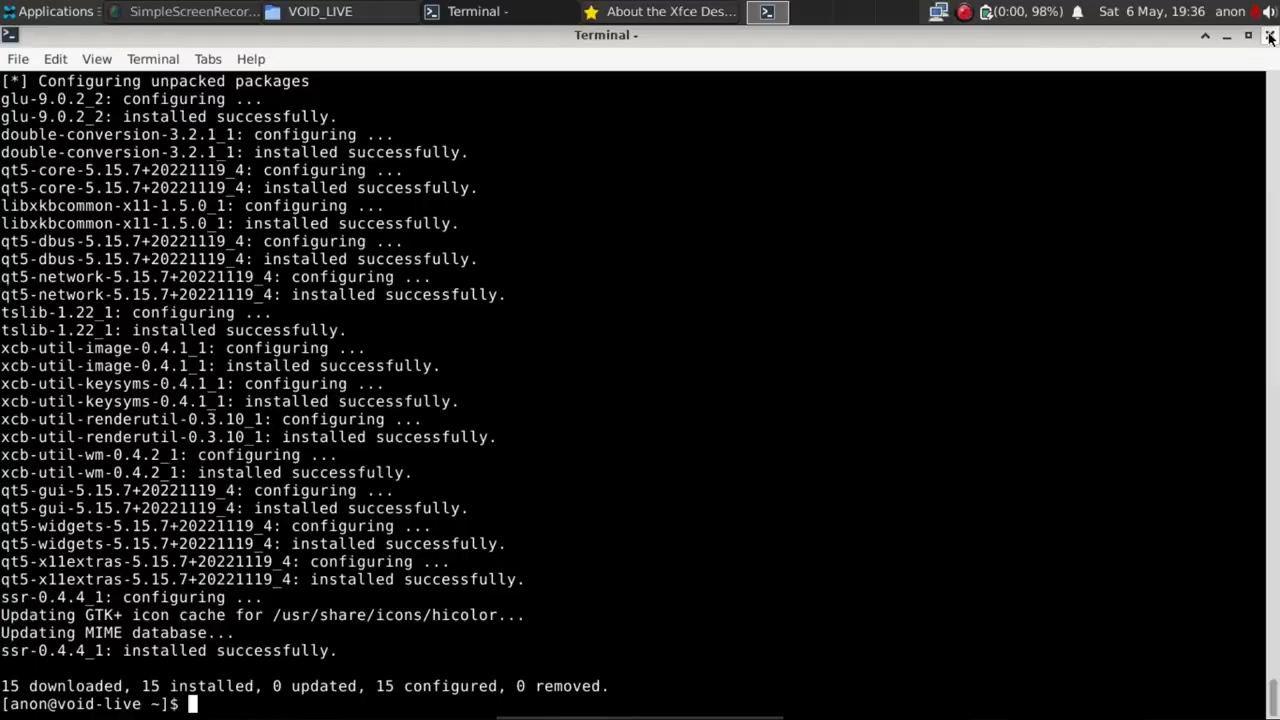 Applications
SimpleScreenRecor...
VOID_LIVE
Terminal -
About the Xfce Des...
(0:00, 98%)
Sat 6 May, 19:36
anon
Terminal -
File Edit View Terminal Tabs Help
[*] Configuring unpacked packages
glu-9.0.2_2: configuring ...
glu-9.0.2_2: installed successfully.
double-conversion-3.2.1_1: configuring ...
double-conversion-3.2.1_1: installed successfully.
qt5-core-5.15.7+20221119_4: configuring ...
qt5-core-5.15.7+20221119_4: installed successfully.
libxkbcommon-x11-1.5.0_1: configuring ...
libxkbcommon-x11-1.5.0_1: installed successfully.
qt5-dbus-5.15.7+20221119_4: configuring ...
qt5-dbus-5.15.7+20221119_4: installed successfully.
qt5-network-5.15.7+20221119_4: configuring ...
qt5-network-5.15.7+20221119_4: installed successfully.
tslib-1.22_1: configuring ...
tslib-1.22_1: installed successfully.
xcb-util-image-0.4.1_1: configuring ...
xcb-util-image-0.4.1_1: installed successfully.
xcb-util-keysyms-0.4.1_1: configuring ...
xcb-util-keysyms-0.4.1_1: installed successfully.
xcb-util-renderutil-0.3.10_1: configuring ...
xcb-util-renderutil-0.3.10_1: installed successfully.
xcb-util-wm-0.4.2_1: configuring ...
xcb-util-wm-0.4.2_1: installed successfully.
qt5-gui-5.15.7+20221119_4: configuring ...
qt5-gui-5.15.7+20221119_4: installed successfully.
qt5-widgets-5.15.7+20221119_4: configuring ...
qt5-widgets-5.15.7+20221119_4: installed successfully.
qt5-x11extras-5.15.7+20221119_4: configuring ...
qt5-x11extras-5.15.7+20221119_4: installed successfully.
ssr-0.4.4_1: configuring ...
Updating GTK+ icon cache for /usr/share/icons/hicolor...
Updating MIME database...
ssr-0.4.4_1: installed successfully.
15 downloaded, 15 installed, 0 updated, 15 configured, 0 removed.
[anon@void-live ~]$